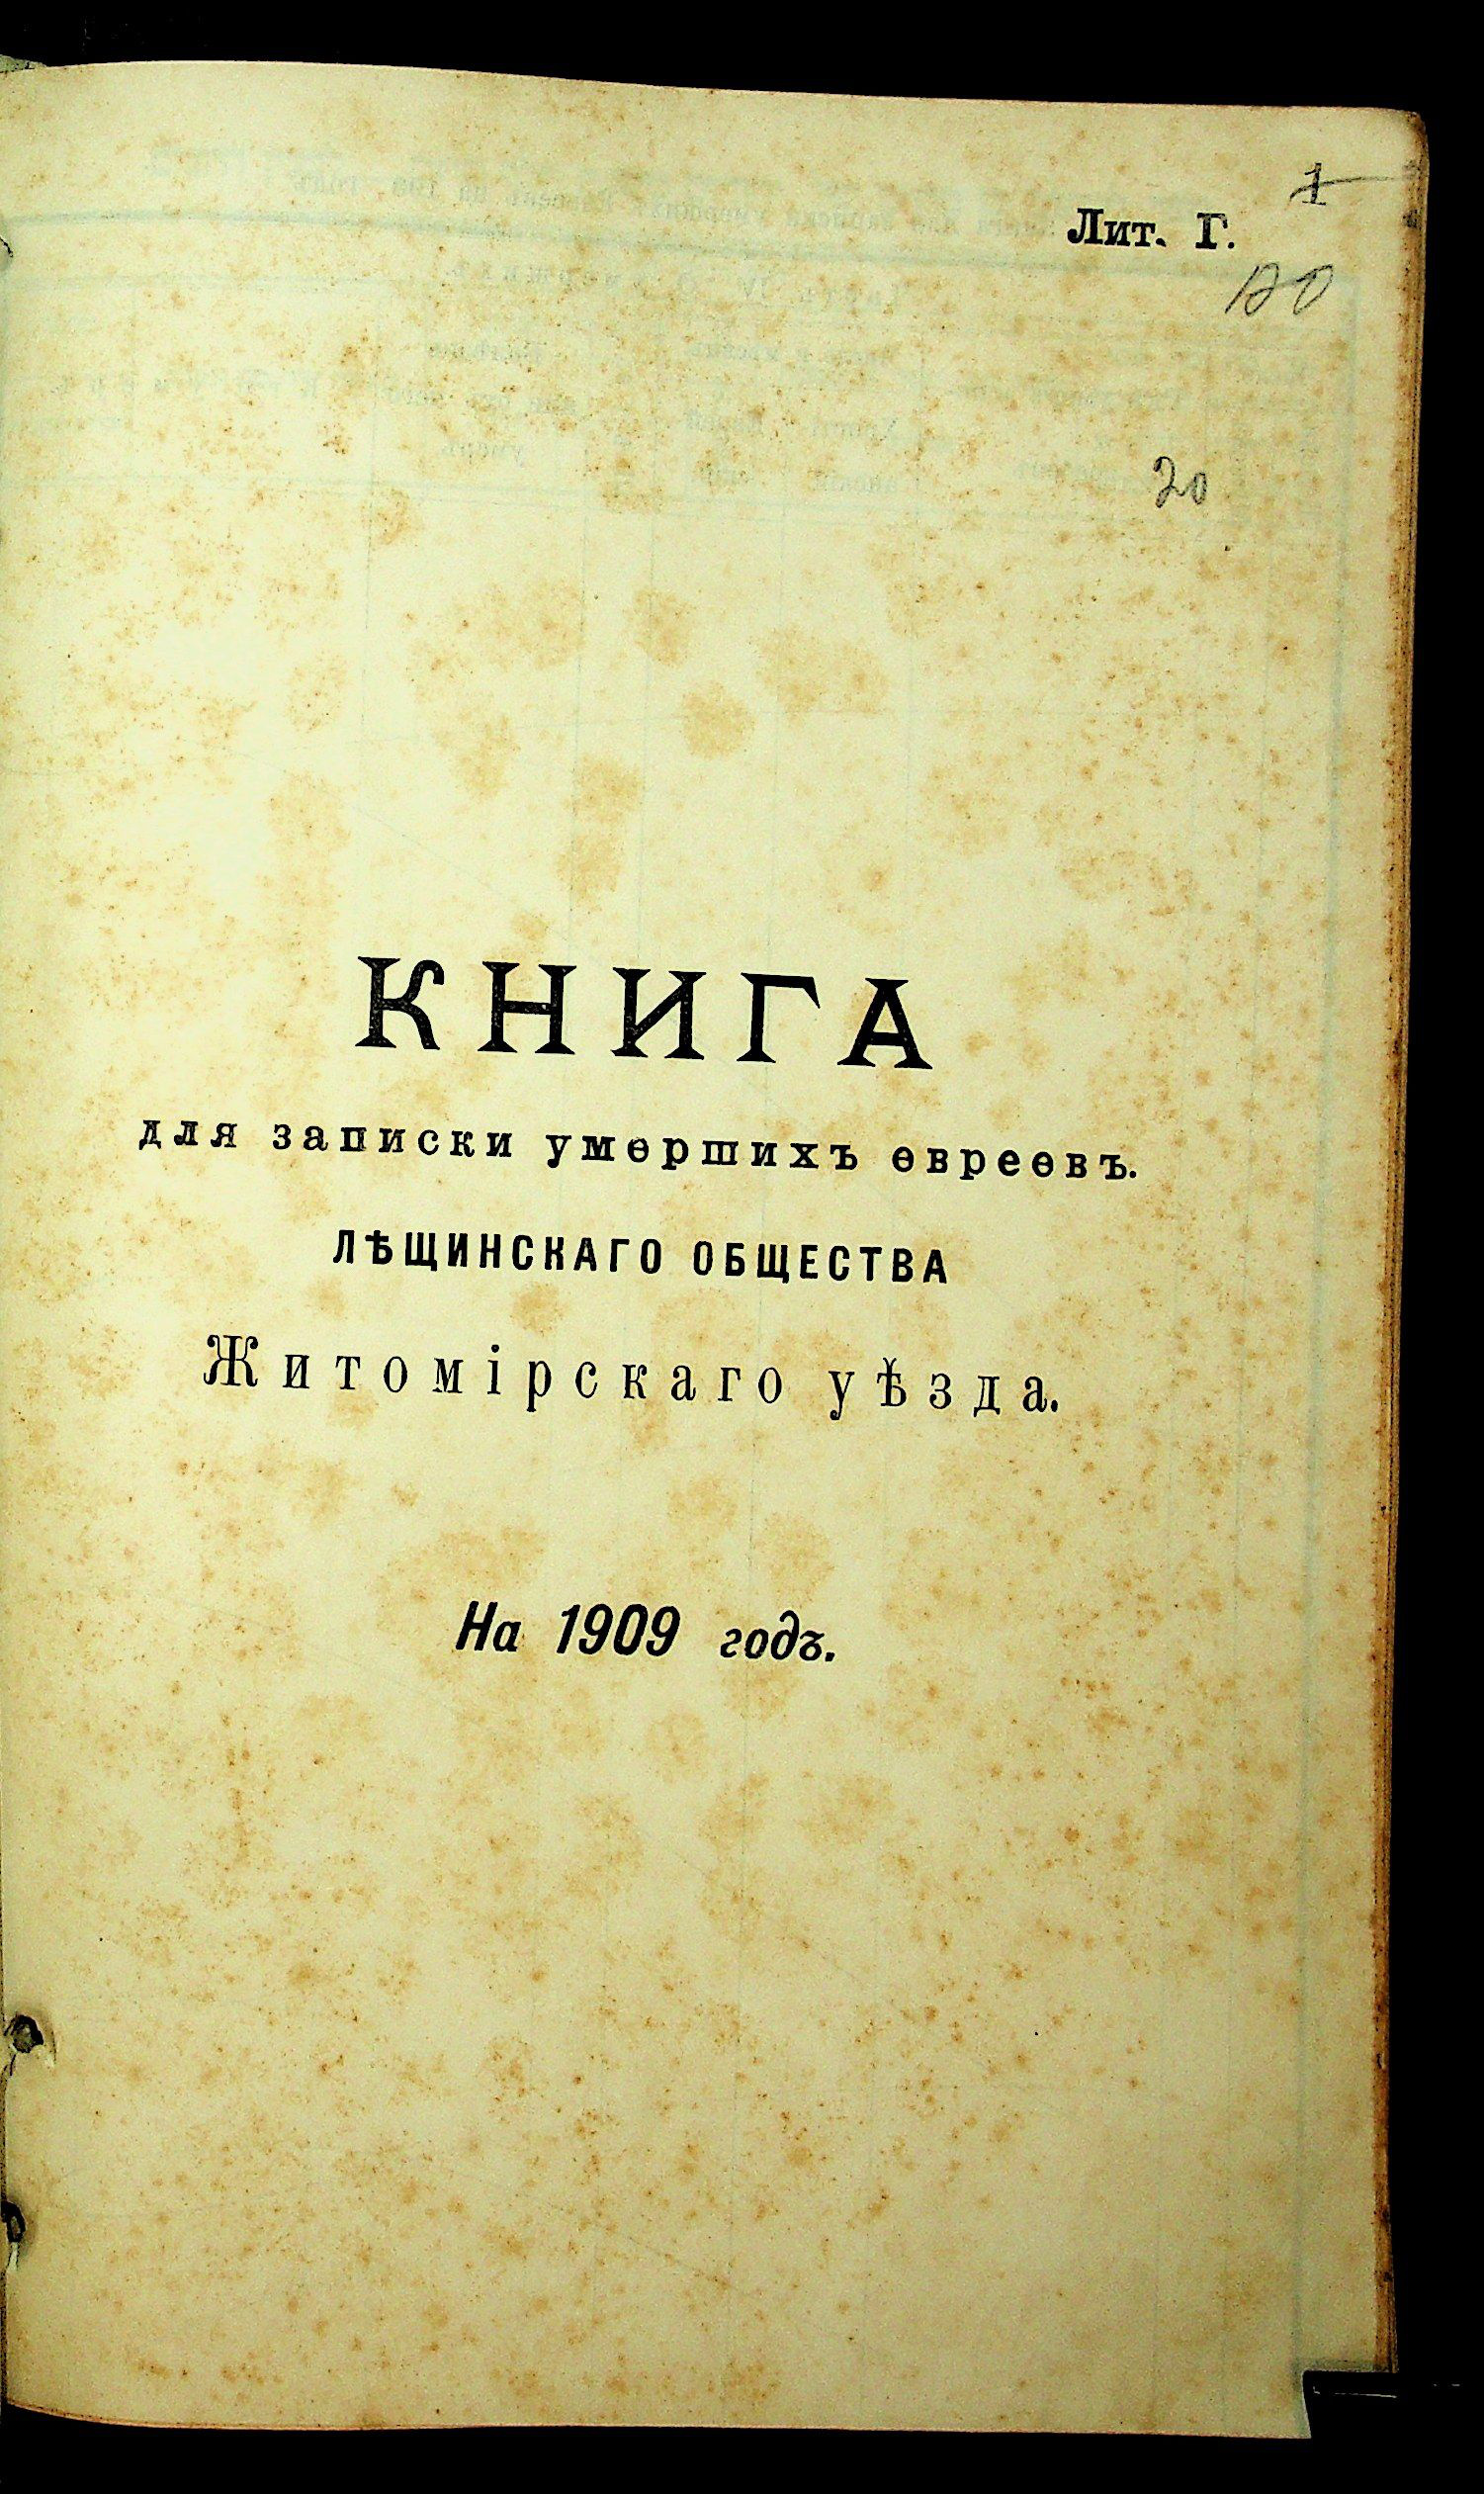 1
Лит. Г.
120
20
КНИГА
для записки умершихъ евреевъ.
ЛѢЩИНСКАГО ОБЩЕСТВА
Житомірскаго уѣзда.
На 1909 годъ.